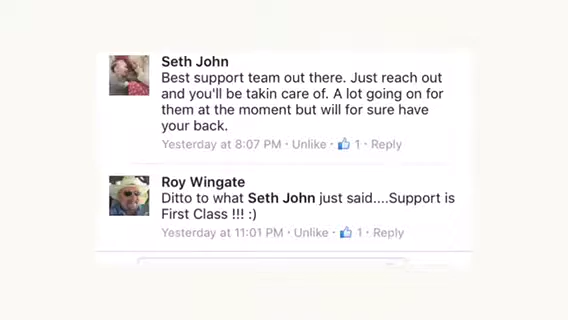 Seth John
Best support team out there. Just reach out
and you'll be takin care of. A lot going on for
them at the moment but will for sure have
your back.
Yesterday at 8:07 PM · Unlike · 1 · Reply
Roy Wingate
Ditto to what Seth John just said....Support is
First Class !!! :)
Yesterday at 11:01 PM · Unlike · 1 · Reply